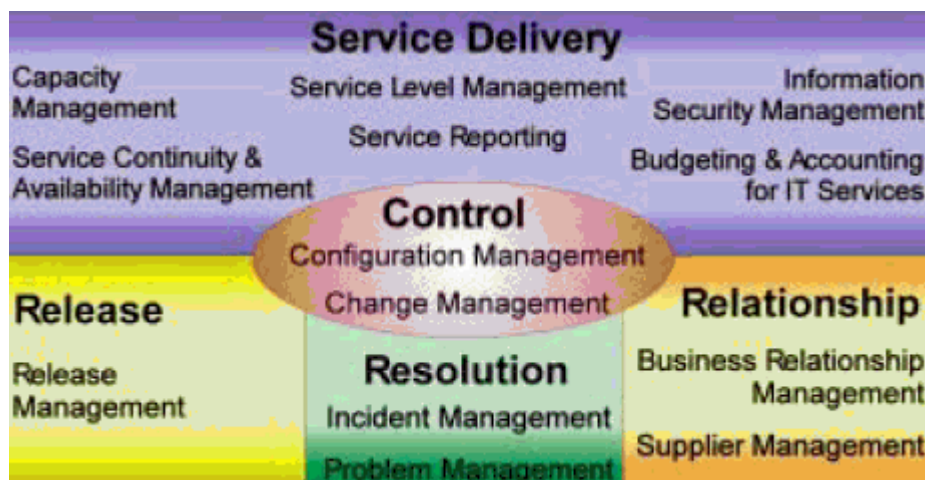 Service Delivery
Capacity
Management
Service Continuity &
Availability Management
Service Level Management
Service Reporting
Information
Security Management
Budgeting & Accounting
for IT Services
Control
Configuration Management
Change Management
Release
Release
Management
Resolution
Incident Management
Problem Management
Relationship
Business Relationship
Management
Supplier Management